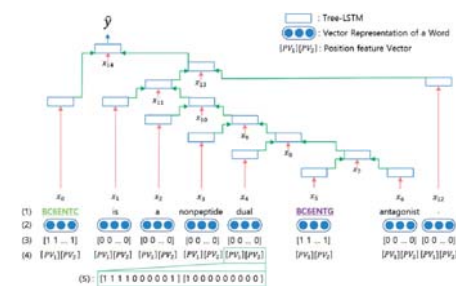 ŷ
: Tree-LSTM
: Vector Representation of a Word
[PV₁][PV₂] : Position feature Vector
x₁₄
x₁₃
x₁₁
x₁₀
x₉
x₈
x₇
x₀ x₁ x₂ x₃ x₄ x₅ x₆ x₁₂
(1) BC6ENTC is a nonpeptide dual BC6ENTG antagonist .
(2)
(3) [1 1 ... 1] [0 0 ... 0] [0 0 ... 0] [0 0 ... 0] [0 0 ... 0] [1 1 ... 1] [0 0 ... 0] [0 0 ... 0]
(4) [PV₁][PV₂] [PV₁][PV₂] [PV₁][PV₂] [PV₁][PV₂] [PV₁][PV₂] [PV₁][PV₂] [PV₁][PV₂] [PV₁][PV₂]
(5) : [1 1 1 1 0 0 0 0 0 1] [1 0 0 0 0 0 0 0 0 0]